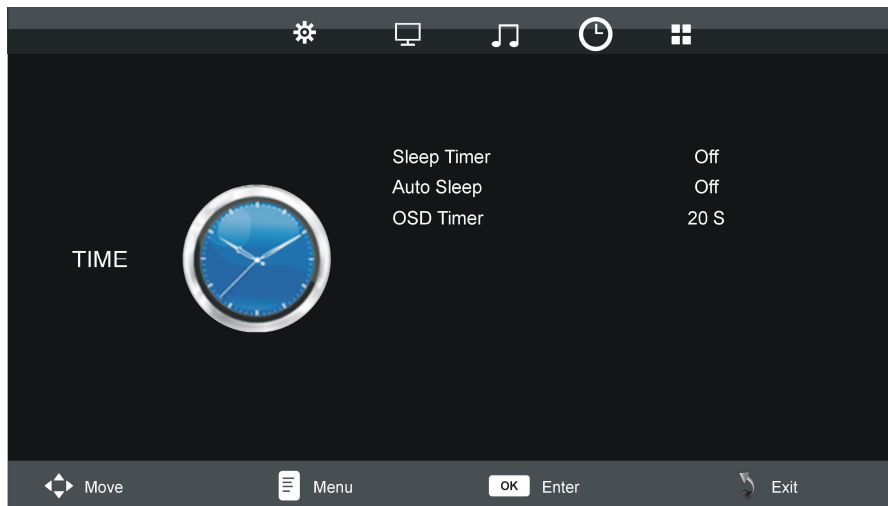 Sleep Timer Off
Auto Sleep Off
OSD Timer 20 S
TIME
Move Menu OK Enter Exit